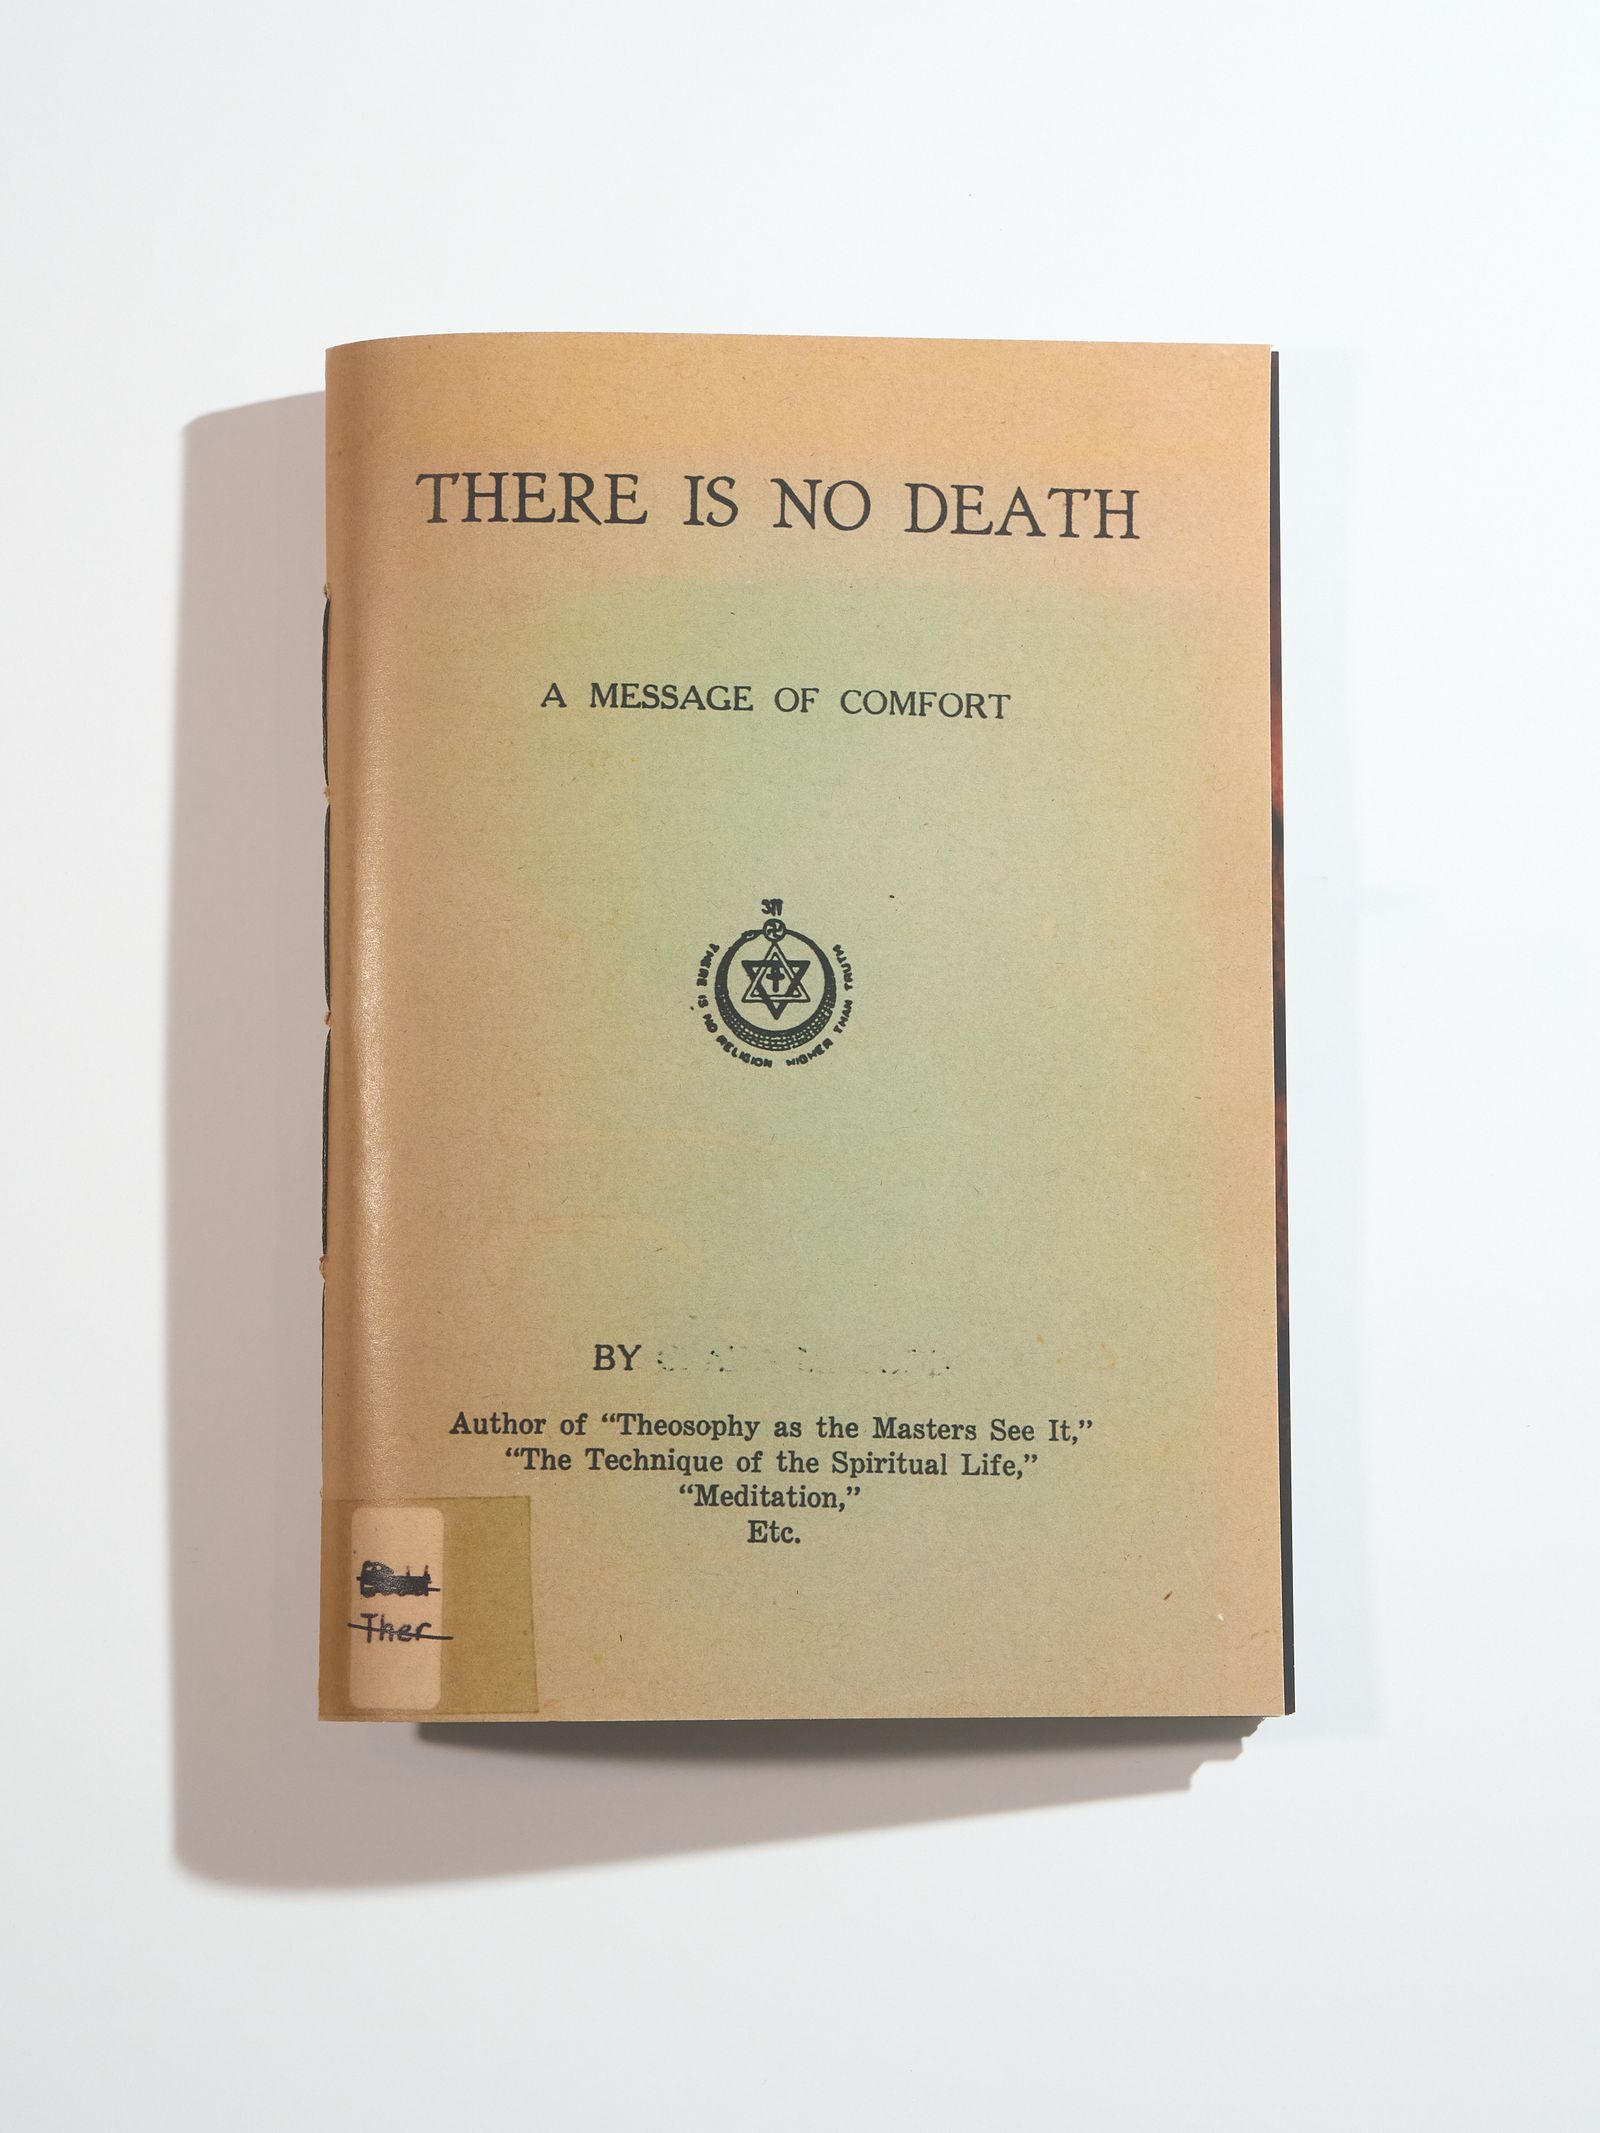 THERE IS NO DEATH
A MESSAGE OF COMFORT
THERE IS NO RELIGION HIGHER THAN TRUTH
BY
Author of “Theosophy as the Masters See It,”
“The Technique of the Spiritual Life,”
“Meditation,”
Etc.
Ther